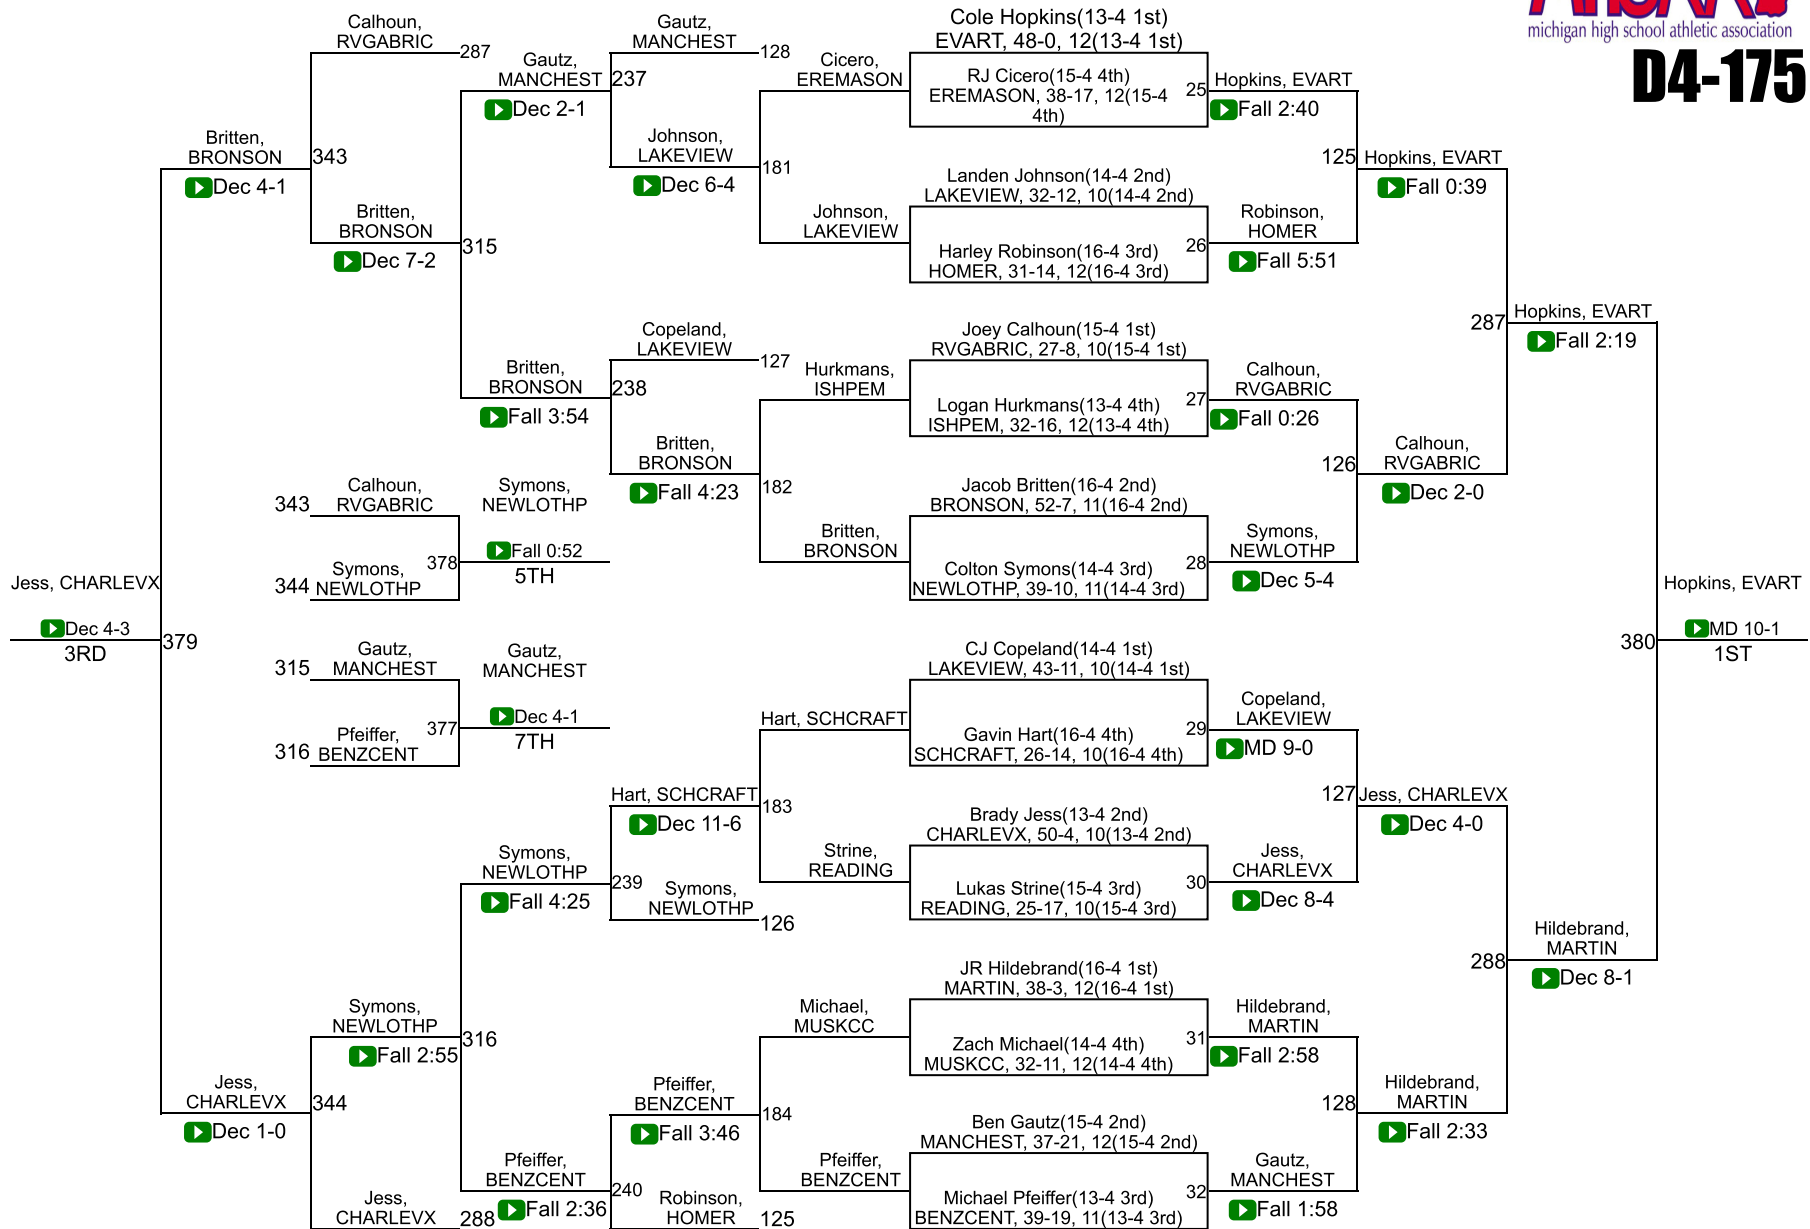 michigan high school athletic association
D4-175
Calhoun,
RVGABRIC
287
Gautz,
MANCHEST
Dec 2-1
237
Gautz,
MANCHEST
128
Johnson,
LAKEVIEW
Dec 6-4
181
Cicero,
EREMASON
Johnson,
LAKEVIEW
Britten,
BRONSON
Dec 4-1
343
Britten,
BRONSON
Dec 7-2
315
Britten,
BRONSON
Fall 3:54
238
Copeland,
LAKEVIEW
127
Britten,
BRONSON
Fall 4:23
182
Hurkmans,
ISHPEM
Britten,
BRONSON
Cole Hopkins(13-4 1st)
EVART, 48-0, 12(13-4 1st)
RJ Cicero(15-4 4th)
EREMASON, 38-17, 12(15-4
4th)
25
Hopkins, EVART
Fall 2:40
Landen Johnson(14-4 2nd)
LAKEVIEW, 32-12, 10(14-4 2nd)
Harley Robinson(16-4 3rd)
HOMER, 31-14, 12(16-4 3rd)
26
Robinson,
HOMER
Fall 5:51
125
Hopkins, EVART
Fall 0:39
Joey Calhoun(15-4 1st)
RVGABRIC, 27-8, 10(15-4 1st)
Logan Hurkmans(13-4 4th)
ISHPEM, 32-16, 12(13-4 4th)
27
Calhoun,
RVGABRIC
Fall 0:26
Jacob Britten(16-4 2nd)
BRONSON, 52-7, 11(16-4 2nd)
Colton Symons(14-4 3rd)
NEWLOTHP, 39-10, 11(14-4 3rd)
28
Symons,
NEWLOTHP
Dec 5-4
126
Calhoun,
RVGABRIC
Dec 2-0
287
Hopkins, EVART
Fall 2:19
343
Calhoun,
RVGABRIC
344
Symons,
NEWLOTHP
378
Symons,
NEWLOTHP
Fall 0:52
5TH
Jess, CHARLEVX
Dec 4-3
3RD
379
315
Gautz,
MANCHEST
316
Pfeiffer,
BENZCENT
377
Gautz,
MANCHEST
Dec 4-1
7TH
Hopkins, EVART
380
MD 10-1
1ST
CJ Copeland(14-4 1st)
LAKEVIEW, 43-11, 10(14-4 1st)
Gavin Hart(16-4 4th)
SCHCRAFT, 26-14, 10(16-4 4th)
29
Copeland,
LAKEVIEW
MD 9-0
Brady Jess(13-4 2nd)
CHARLEVX, 50-4, 10(13-4 2nd)
Lukas Strine(15-4 3rd)
READING, 25-17, 10(15-4 3rd)
30
Jess,
CHARLEVX
Dec 8-4
127
Jess, CHARLEVX
Dec 4-0
Hart, SCHCRAFT
Strine,
READING
Hart, SCHCRAFT
Dec 11-6
183
Symons,
NEWLOTHP
Fall 4:25
239
Symons,
NEWLOTHP
126
JR Hildebrand(16-4 1st)
MARTIN, 38-3, 12(16-4 1st)
Zach Michael(14-4 4th)
MUSKCC, 32-11, 12(14-4 4th)
31
Hildebrand,
MARTIN
Fall 2:58
Ben Gautz(15-4 2nd)
MANCHEST, 37-21, 12(15-4 2nd)
Michael Pfeiffer(13-4 3rd)
BENZCENT, 39-19, 11(13-4 3rd)
32
Gautz,
MANCHEST
Fall 1:58
128
Hildebrand,
MARTIN
Fall 2:33
288
Hildebrand,
MARTIN
Dec 8-1
Symons,
NEWLOTHP
Fall 2:55
316
Michael,
MUSKCC
Pfeiffer,
BENZCENT
Pfeiffer,
BENZCENT
Fall 3:46
184
Jess,
CHARLEVX
Dec 1-0
344
Pfeiffer,
BENZCENT
Fall 2:36
240
Robinson,
HOMER
125
Jess,
CHARLEVX
288